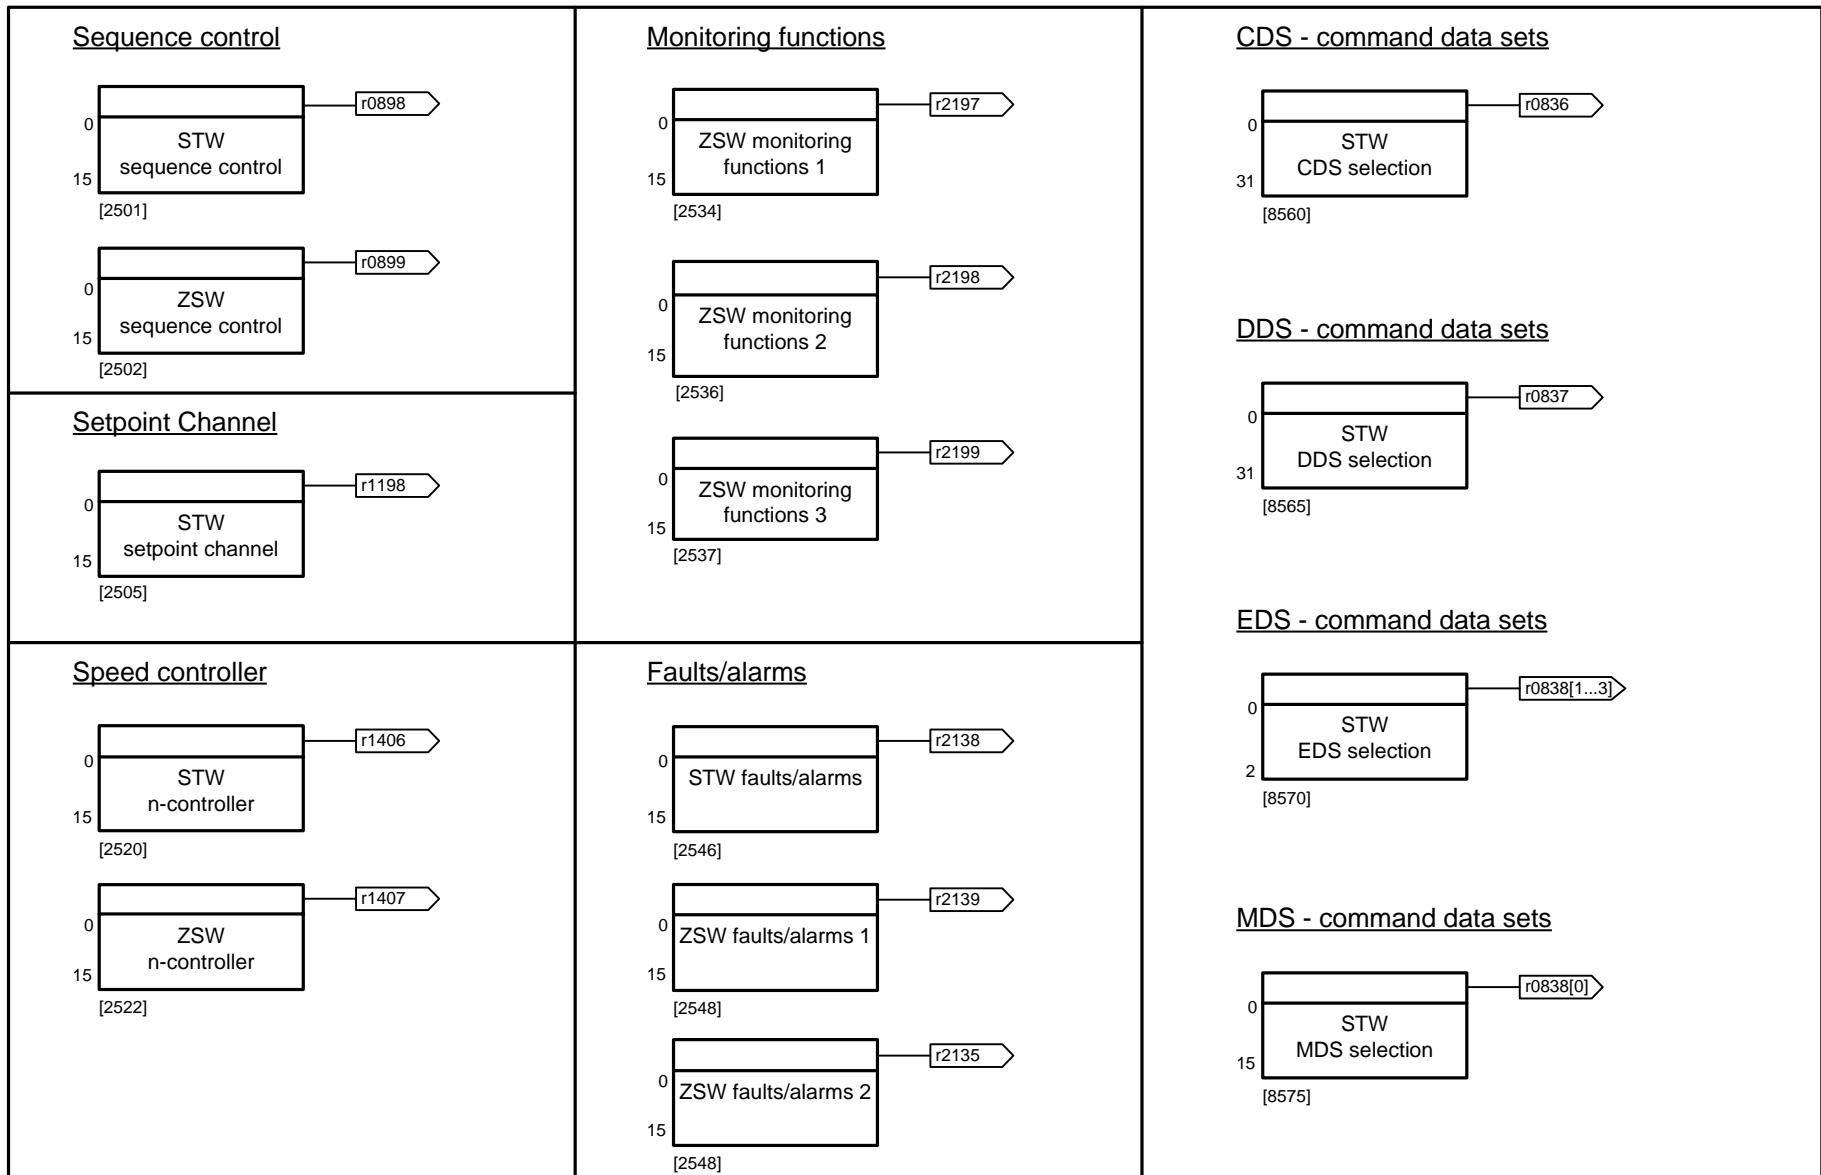 Sequence control
r0898
0
STW
sequence control
15
[2501]
r0899
0
ZSW
sequence control
15
[2502]
Setpoint Channel
r1198
0
STW
setpoint channel
15
[2505]
Speed controller
r1406
0
STW
n-controller
15
[2520]
r1407
0
ZSW
n-controller
15
[2522]
Monitoring functions
r2197
0
ZSW monitoring
functions 1
15
[2534]
r2198
0
ZSW monitoring
functions 2
15
[2536]
r2199
0
ZSW monitoring
functions 3
15
[2537]
Faults/alarms
r2138
0
STW faults/alarms
15
[2546]
r2139
0
ZSW faults/alarms 1
15
[2548]
r2135
0
ZSW faults/alarms 2
15
[2548]
CDS - command data sets
r0836
0
STW
CDS selection
31
[8560]
DDS - command data sets
r0837
0
STW
DDS selection
31
[8565]
EDS - command data sets
r0838[1...3]
0
STW
EDS selection
2
[8570]
MDS - command data sets
r0838[0]
0
STW
MDS selection
15
[8575]